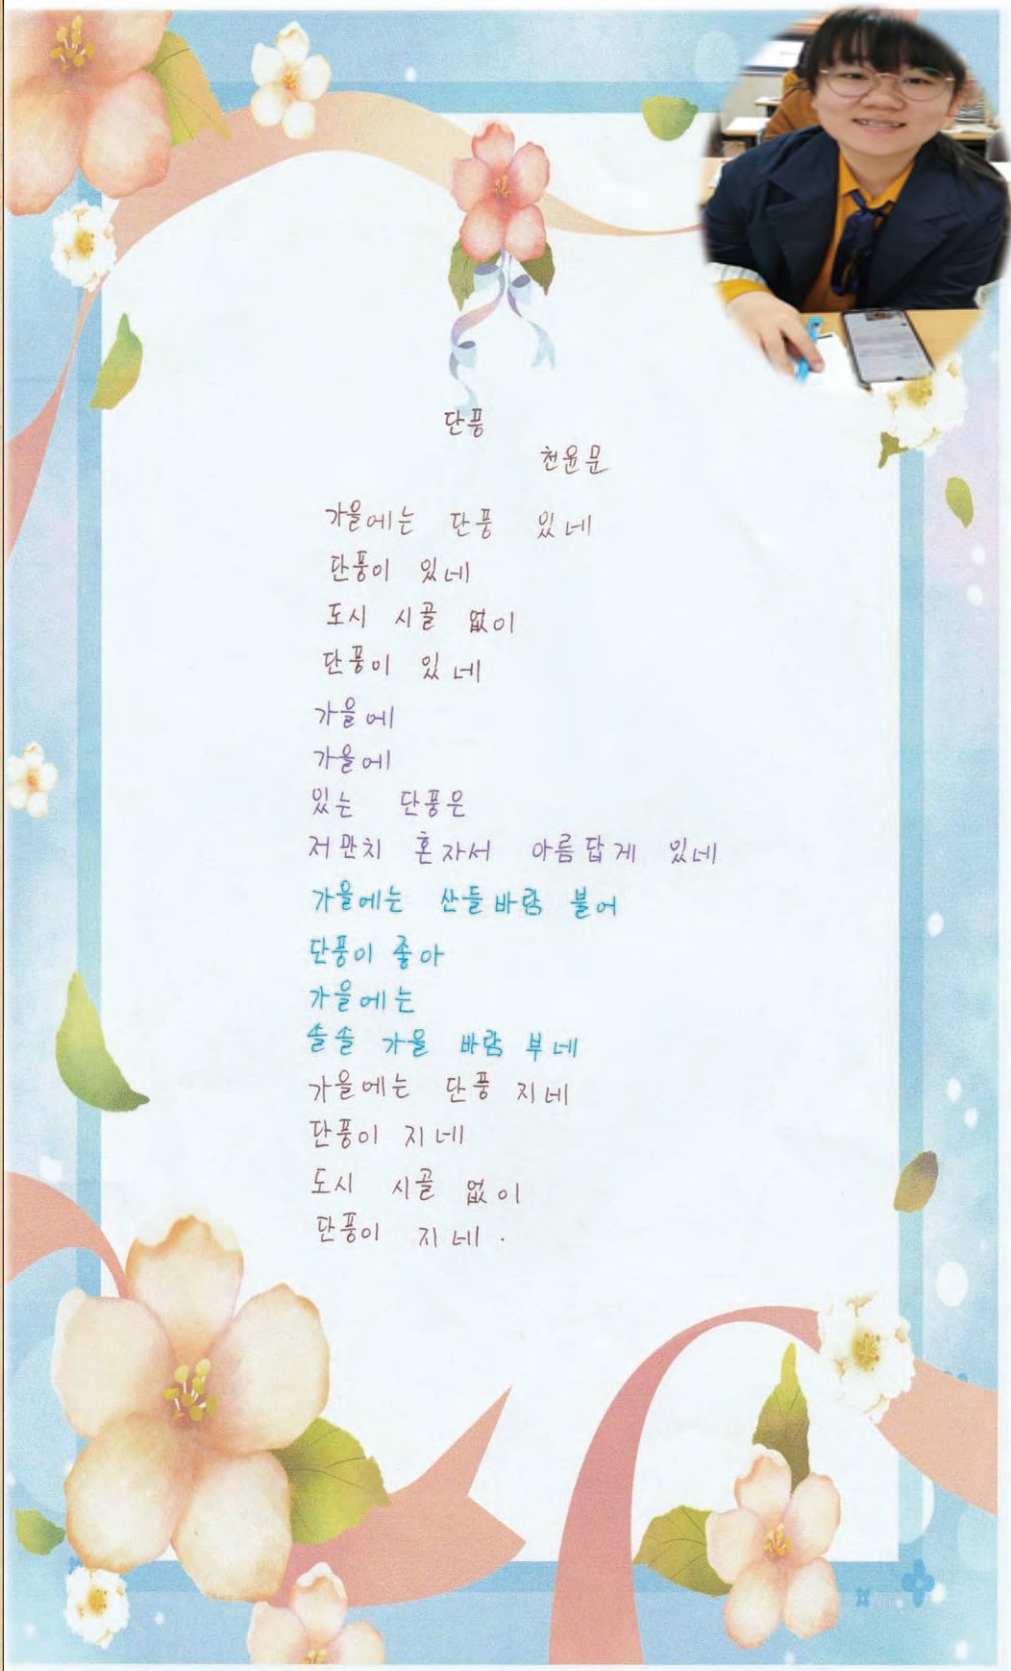 단풍
천윤문
가을에는 단풍 있네
단풍이 있네
도시 시골 없이
단풍이 있네
가을에
가을에
있는 단풍은
저만치 혼자서 아름답게 있네
가을에는 산들바람 불어
단풍이 좋아
가을에는
솔솔 가을 바람 부네
가을에는 단풍 지네
단풍이 지네
도시 시골 없이
단풍이 지네.